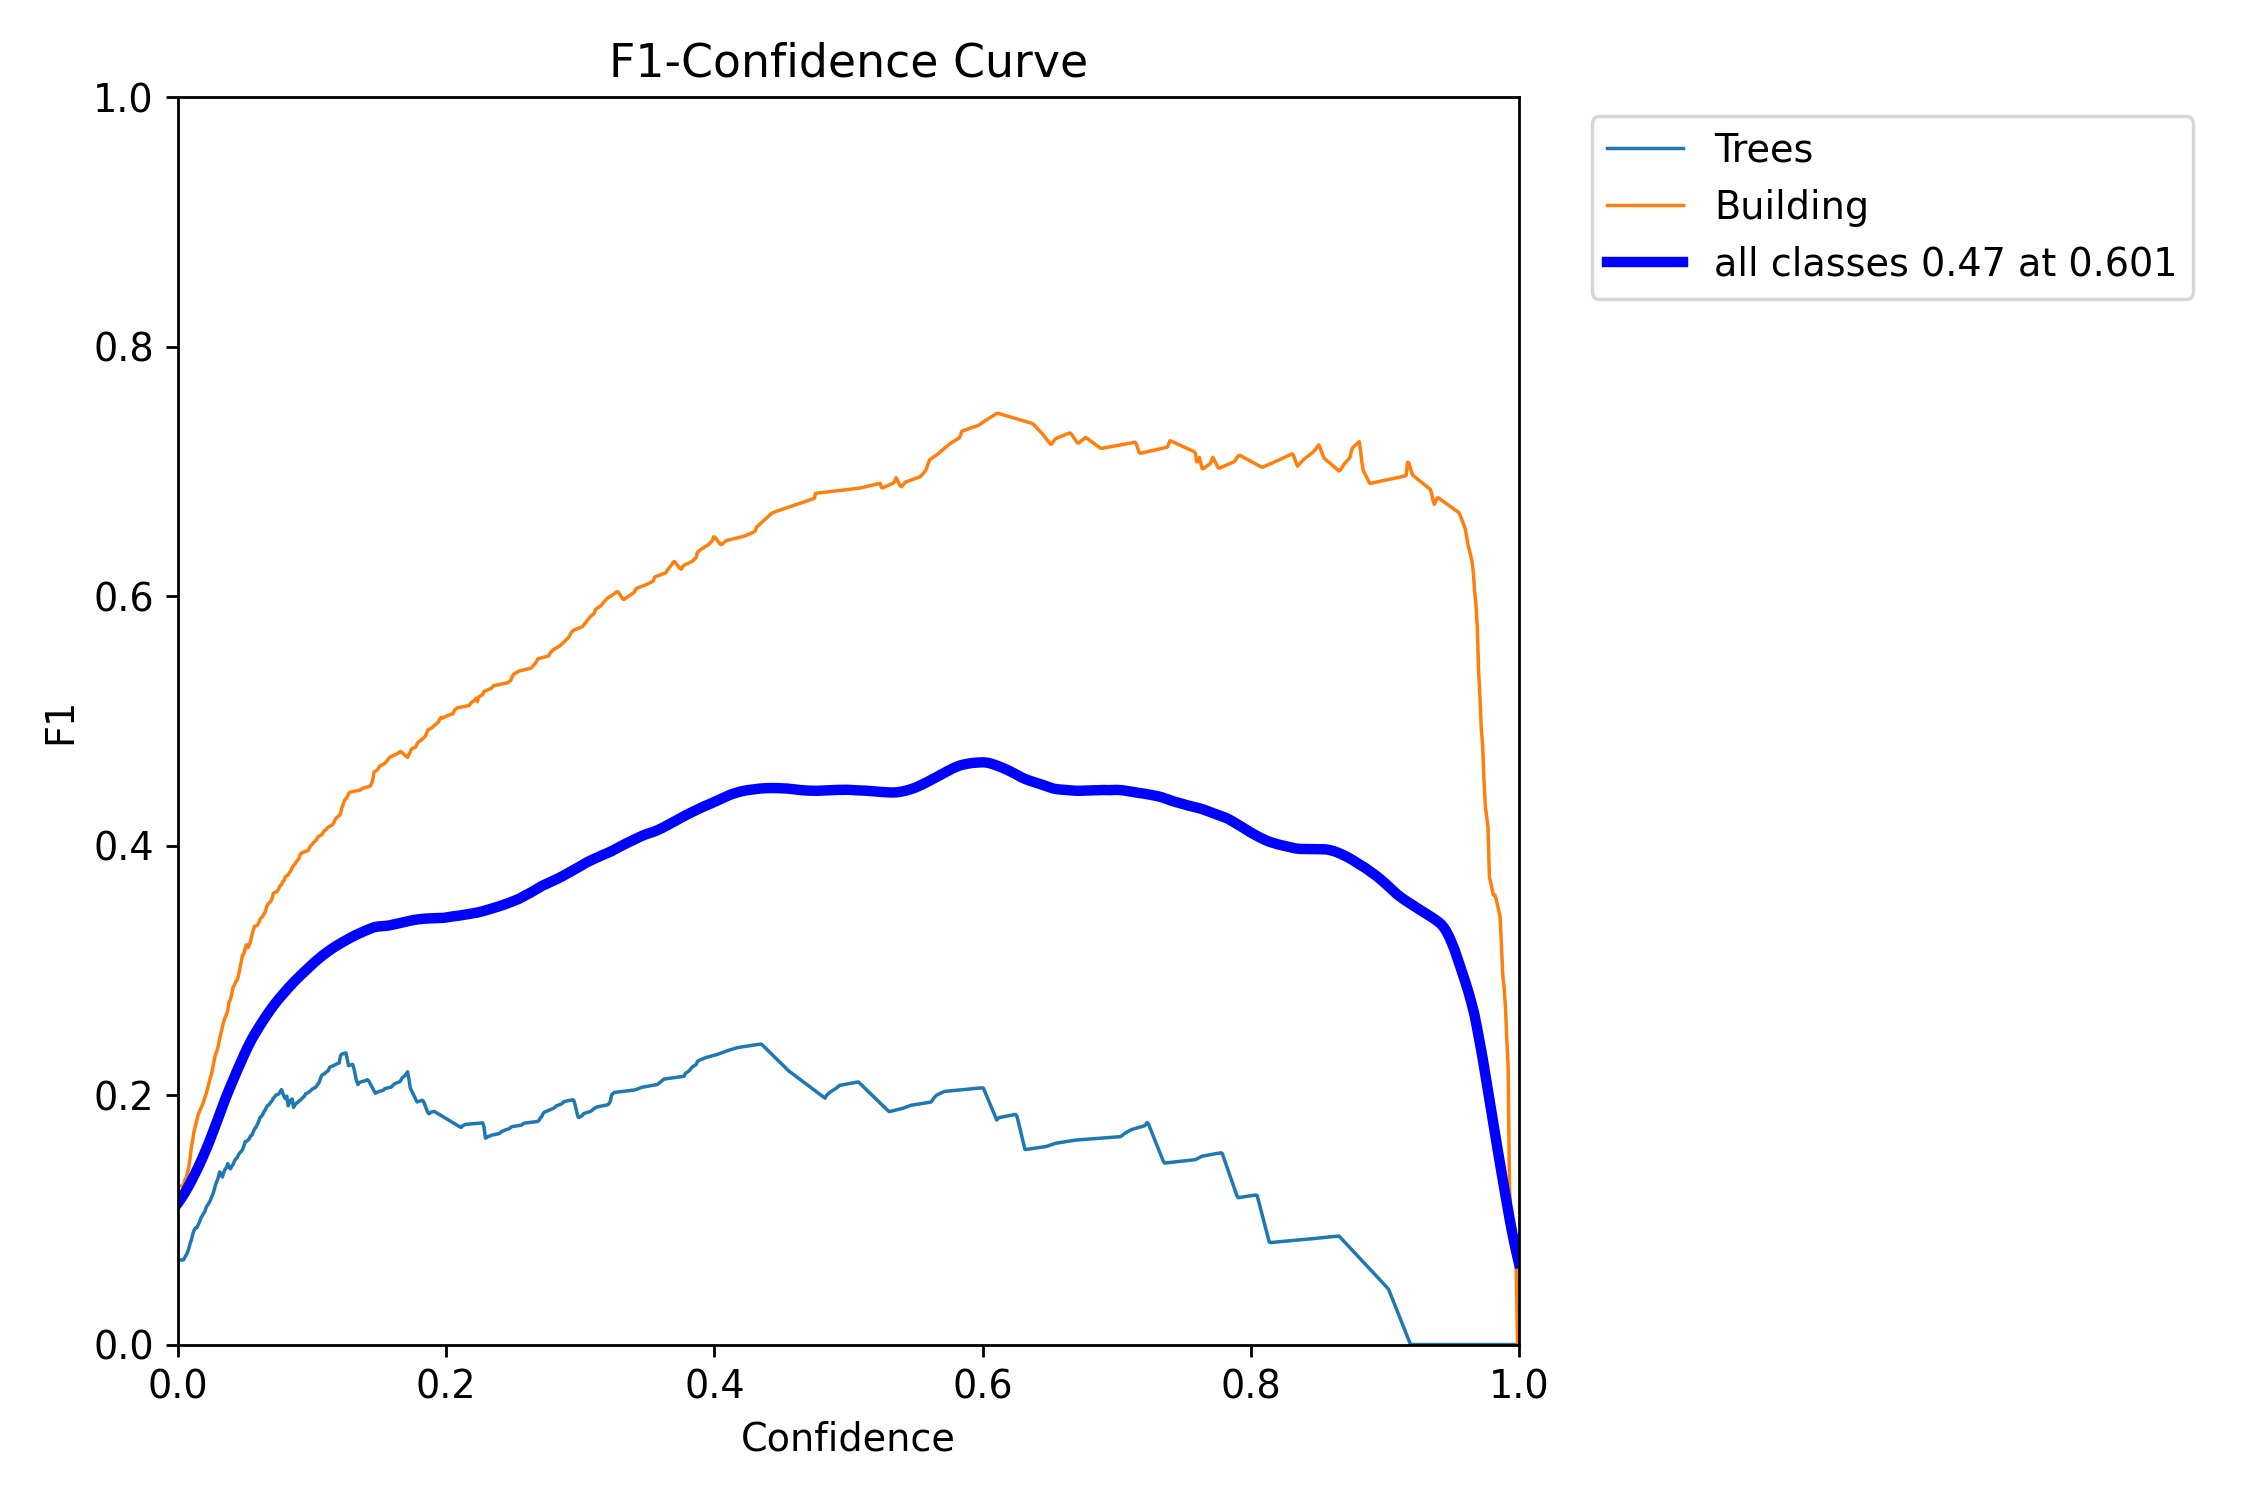 F1-Confidence Curve
1.0
0.8
0.6
0.4
0.2
0.0
F1
0.0 0.2 0.4 0.6 0.8 1.0
Confidence
Trees
Building
all classes 0.47 at 0.601